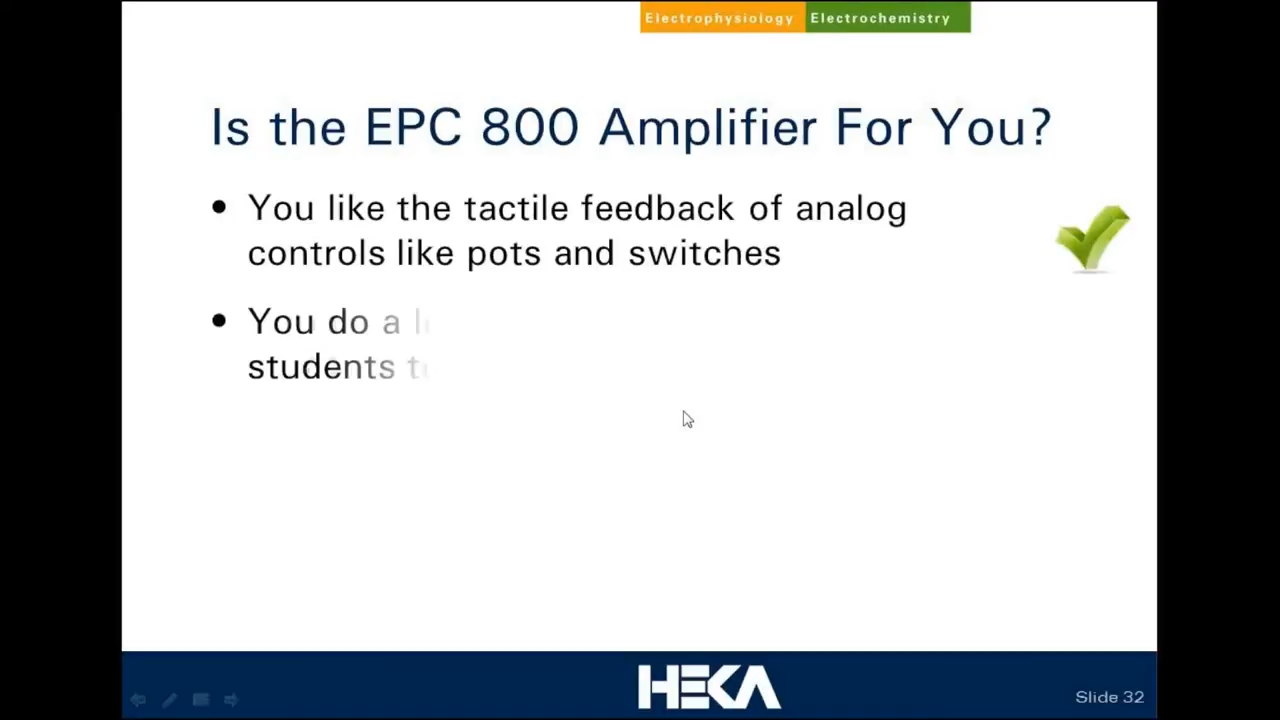 Electrophysiology Electrochemistry
Is the EPC 800 Amplifier For You?
• You like the tactile feedback of analog
controls like pots and switches
• You do a
students
HEKA
Slide 32